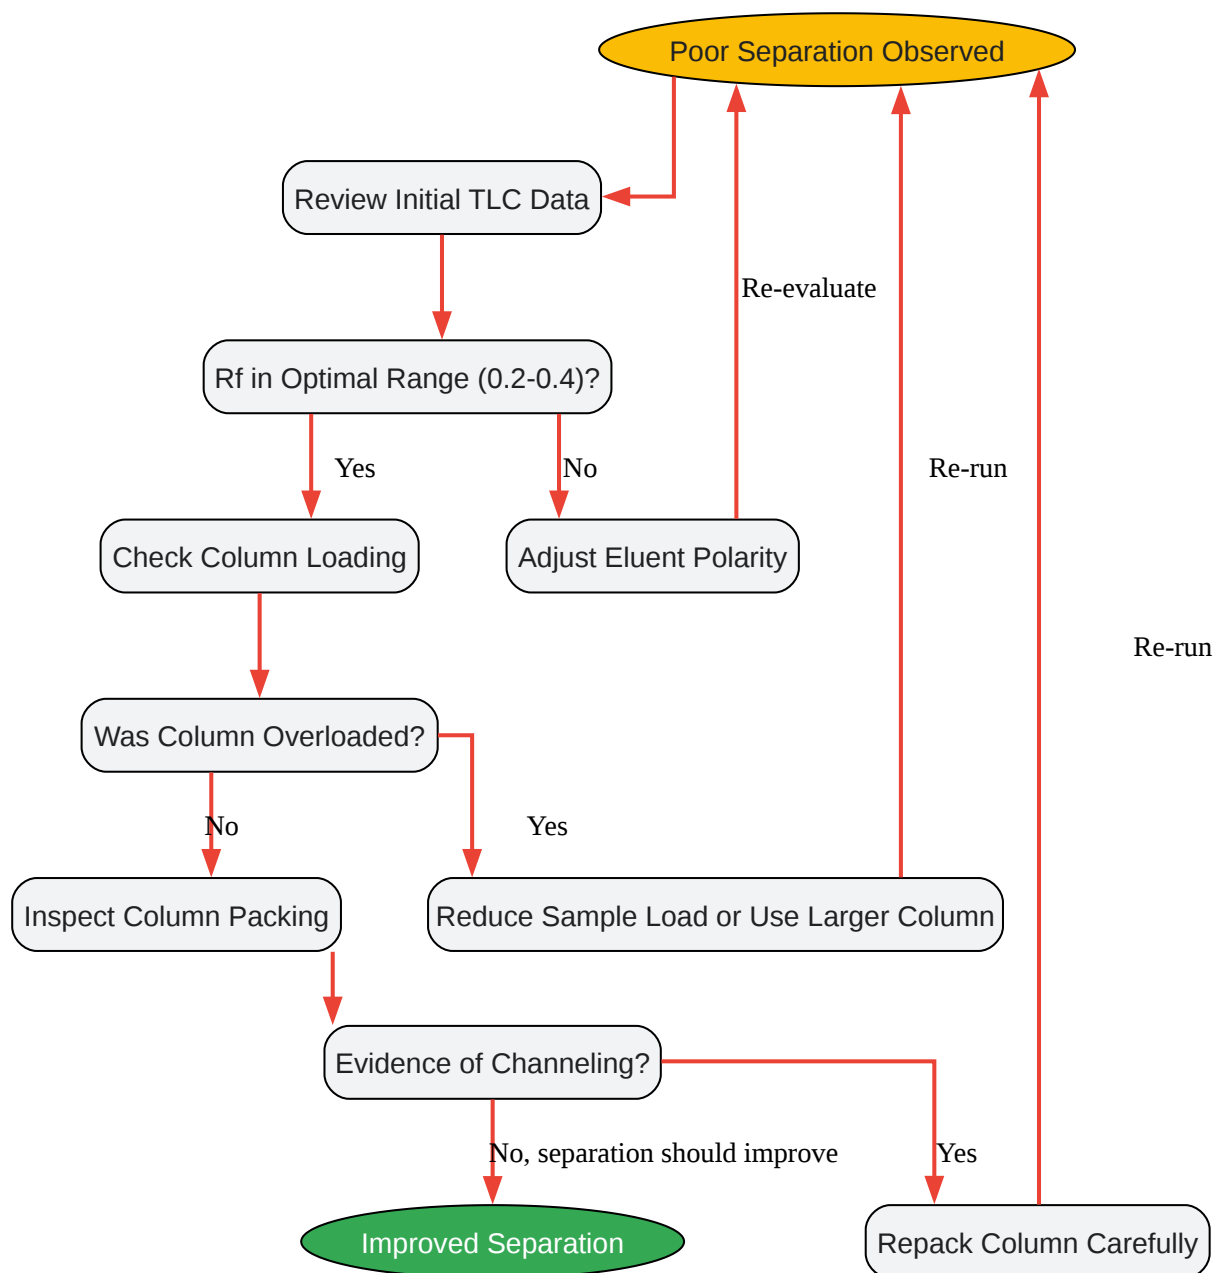 Poor Separation Observed
Review Initial TLC Data
Re-evaluate
Rf in Optimal Range (0.2-0.4)?
Yes
No
Re-run
Check Column Loading
Adjust Eluent Polarity
Re-run
Was Column Overloaded?
No
Yes
Inspect Column Packing
Reduce Sample Load or Use Larger Column
Evidence of Channeling?
No, separation should improve
Yes
Improved Separation
Repack Column Carefully